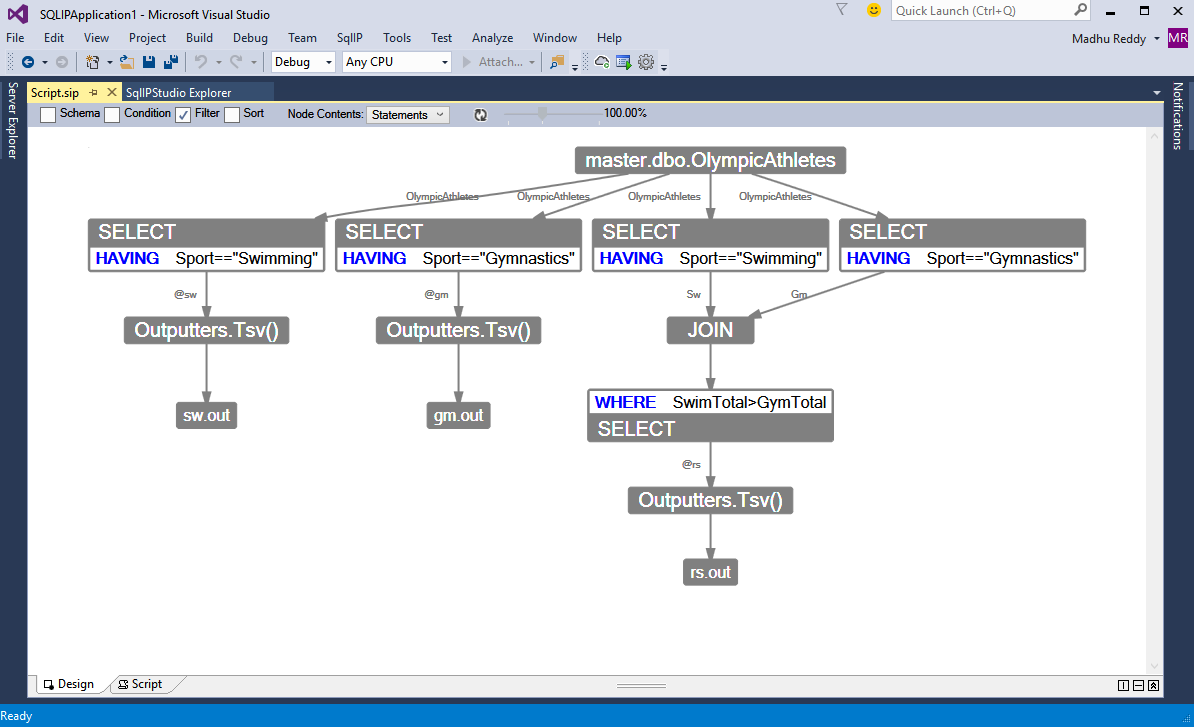 SQLIPApplication1 - Microsoft Visual Studio
Quick Launch (Ctrl+Q)
File Edit View Project Build Debug Team SqlIP Tools Test Analyze Window Help
Madhu Reddy MR
Debug Any CPU Attach...
Server Explorer
Script.sip SqlIPStudio Explorer
Notifications
Schema Condition Filter Sort Node Contents: Statements 100.00%
master.dbo.OlympicAthletes
OlympicAthletes OlympicAthletes OlympicAthletes OlympicAthletes
SELECT SELECT SELECT SELECT
HAVING Sport=="Swimming" HAVING Sport=="Gymnastics" HAVING Sport=="Swimming" HAVING Sport=="Gymnastics"
@sw @gm Sw Gm
Outputters.Tsv() Outputters.Tsv() JOIN
sw.out gm.out WHERE SwimTotal>GymTotal
SELECT
@rs
Outputters.Tsv()
rs.out
Design Script
Ready